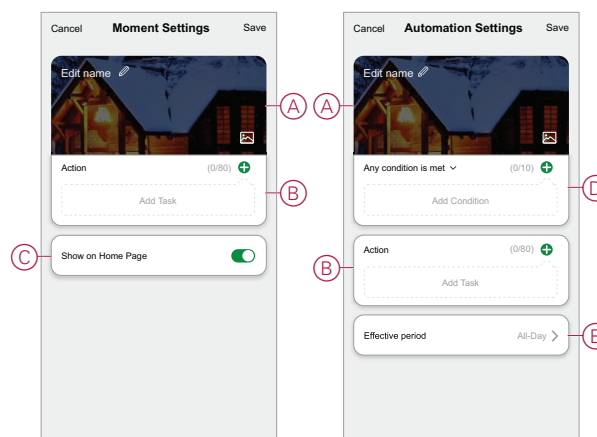 Cancel Moment Settings Save
Edit name
A
Action (0/80)
Add Task
B
C
Show on Home Page
Cancel Automation Settings Save
Edit name
A
Any condition is met (0/10)
Add Condition
D
Action (0/80)
Add Task
B
Effective period All-Day
E